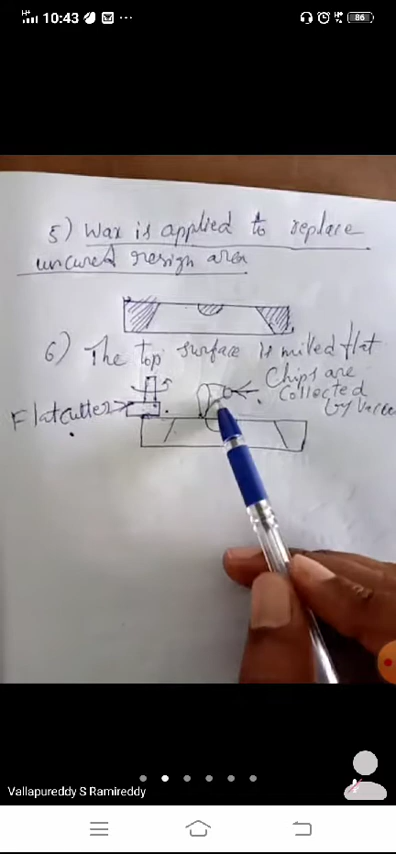 10:43
86
5) Wax is applied to replace
uncured resign area
6) The top surface is milled flat
Chips are
Collected
by Vaccu
Flatcutter
Vallapureddy S Ramireddy